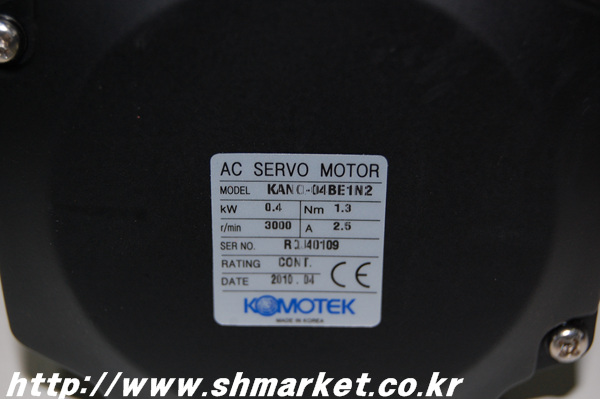 AC SERVO MOTOR
MODEL
kW 0.4 Nm 1.3
r/min 3000 A 2.5
SER NO.
RATING CONT.
DATE 2010.04 CE
KOMOTEK
MADE IN KOREA
http://www.shmarket.co.kr